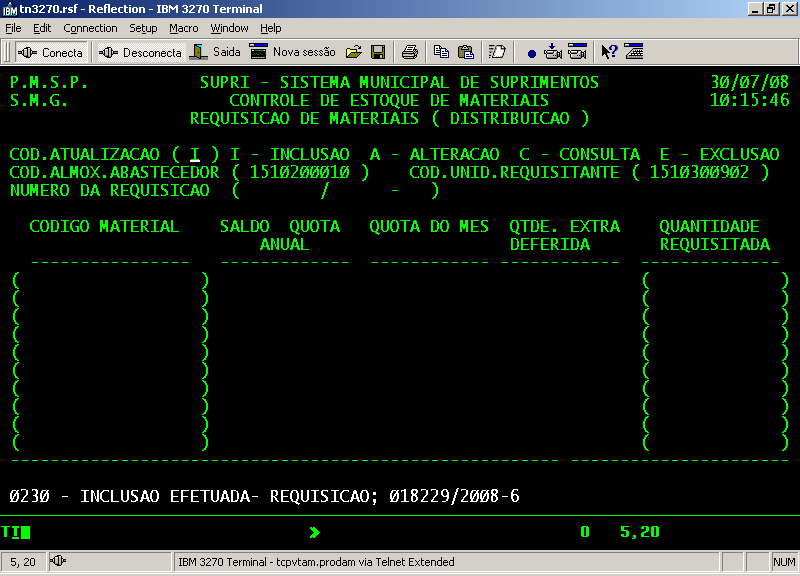 tn3270.rsf - Reflection - IBM 3270 Terminal
File Edit Connection Setup Macro Window Help
Conecta Desconecta Saida Nova sessão
P.M.S.P. SUPRI - SISTEMA MUNICIPAL DE SUPRIMENTOS 30/07/08
S.M.G. CONTROLE DE ESTOQUE DE MATERIAIS 10:15:46
REQUISICAO DE MATERIAIS ( DISTRIBUICAO )
COD.ATUALIZACAO ( I ) I - INCLUSAO A - ALTERACAO C - CONSULTA E - EXCLUSAO
COD.ALMOX.ABASTECEDOR ( 1510200010 ) COD.UNID.REQUISITANTE ( 1510300902 )
NUMERO DA REQUISICAO ( / - )
CODIGO MATERIAL SALDO QUOTA QUOTA DO MES QTDE. EXTRA QUANTIDADE
ANUAL DEFERIDA REQUISITADA
---------------- ------------- ------------ ------------ --------------
( ) ( )
( ) ( )
( ) ( )
( ) ( )
( ) ( )
( ) ( )
( ) ( )
( ) ( )
( ) ( )
( ) ( )
------------------------------------------------------- ----------------------
0230 - INCLUSAO EFETUADA- REQUISICAO; 018229/2008-6
TI > O 5,20
5, 20 IBM 3270 Terminal - tcpvtam.prodam via Telnet Extended NUM